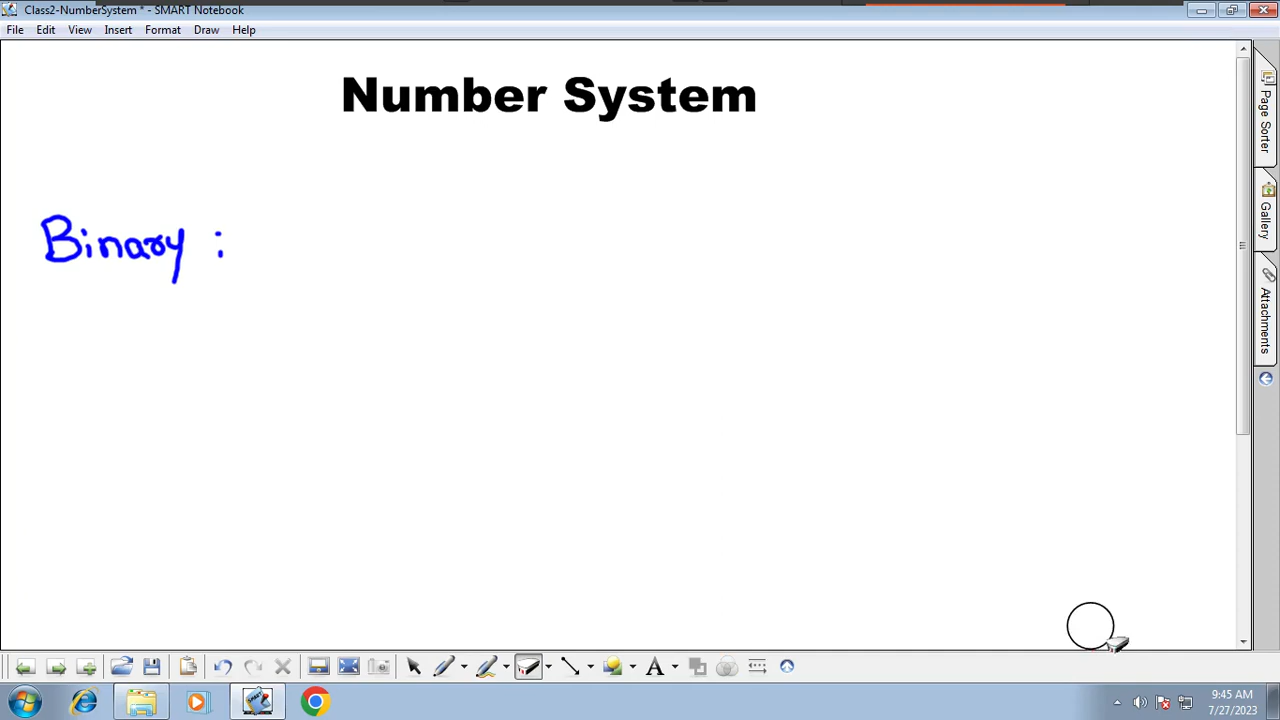 Class2-NumberSystem * - SMART Notebook
File Edit View Insert Format Draw Help
Number System
Binary :
Page Sorter
Gallery
Attachments
9:45 AM
7/27/2023